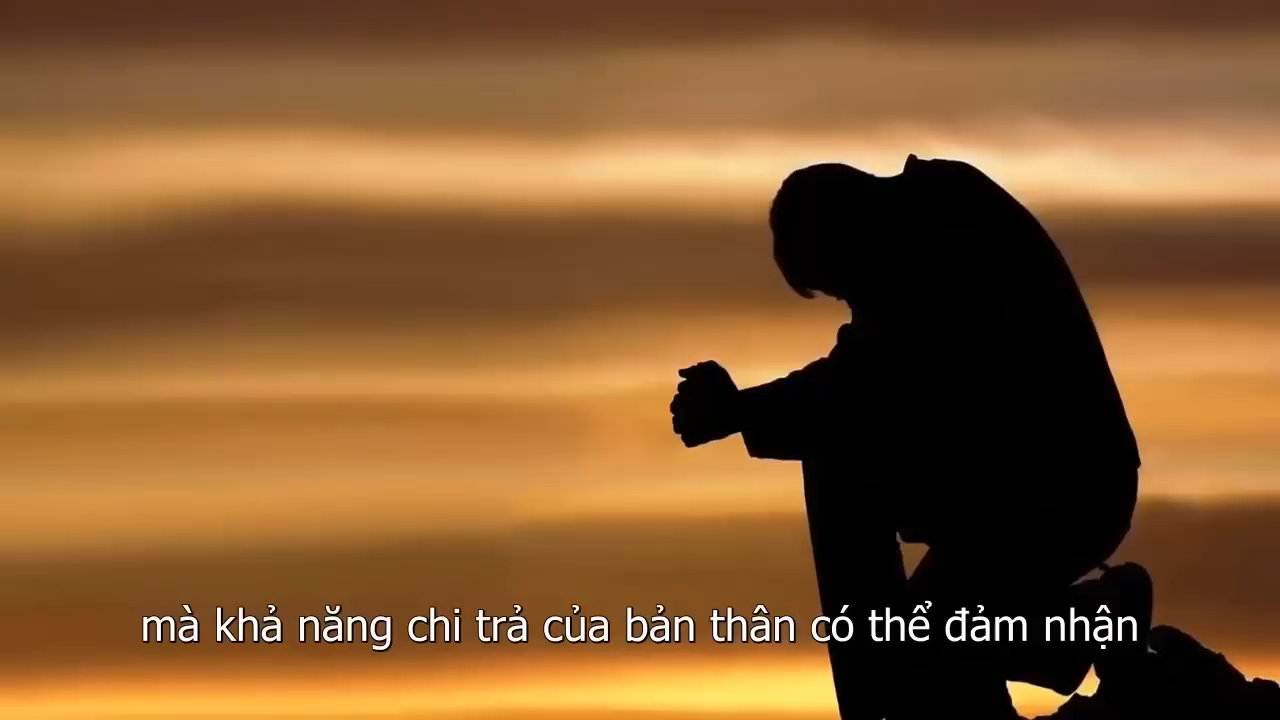 mà khả năng chi trả của bản thân có thể đảm nhận